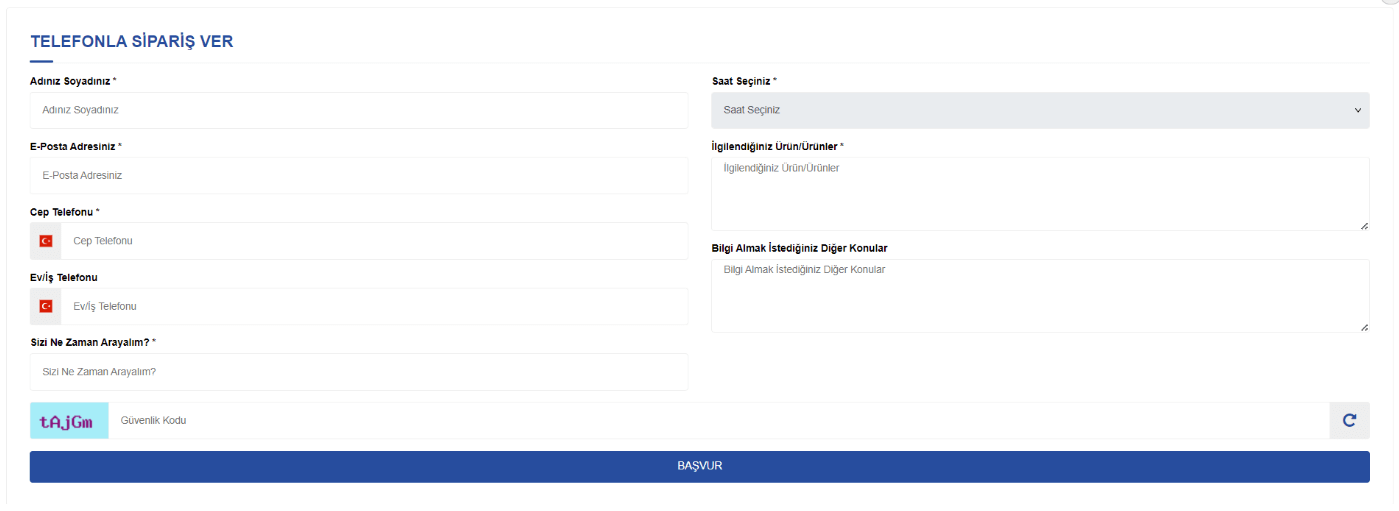 TELEFONLA SİPARİŞ VER
Adınız Soyadınız *
Adınız Soyadınız
E-Posta Adresiniz *
E-Posta Adresiniz
Cep Telefonu *
Cep Telefonu
Ev/İş Telefonu
Ev/İş Telefonu
Sizi Ne Zaman Arayalım? *
Sizi Ne Zaman Arayalım?
Saat Seçiniz *
Saat Seçiniz
İlgilendiğiniz Ürün/Ürünler *
İlgilendiğiniz Ürün/Ürünler
Bilgi Almak İstediğiniz Diğer Konular
Bilgi Almak İstediğiniz Diğer Konular
tAjGm
Güvenlik Kodu
BAŞVUR